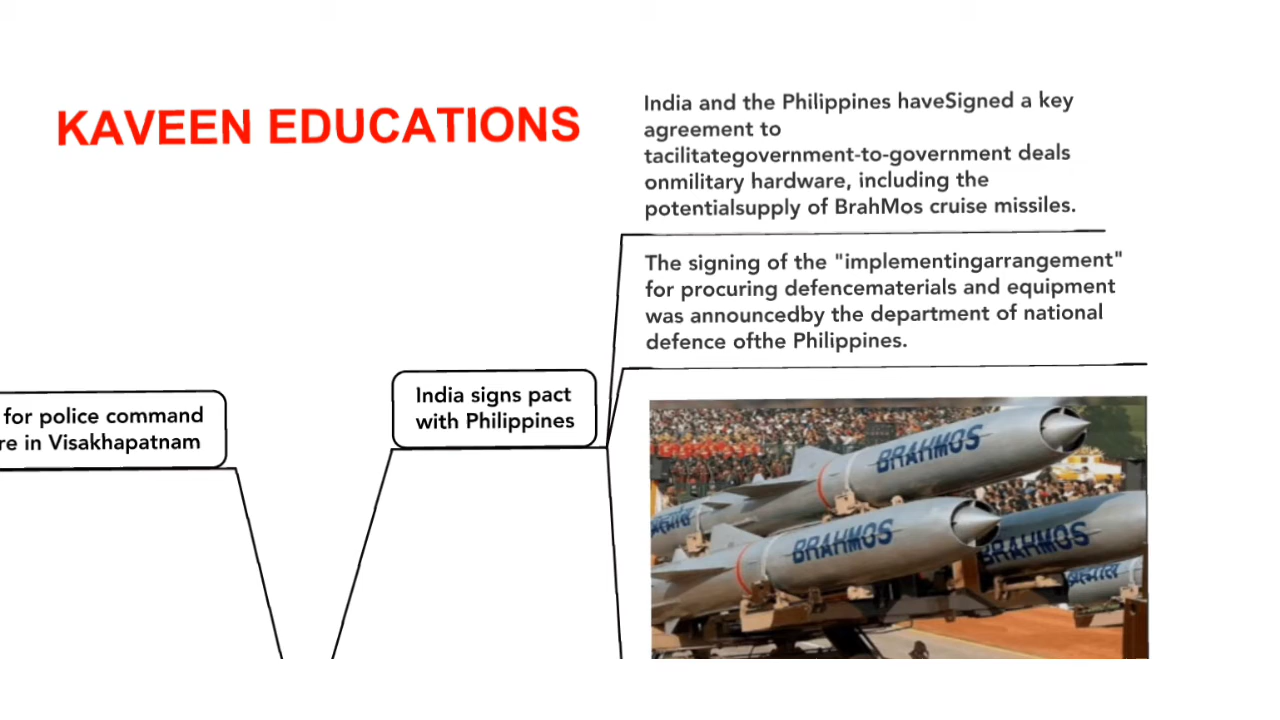 KAVEEN EDUCATIONS
India and the Philippines haveSigned a key
agreement to
tacilitategovernment-to-government deals
onmilitary hardware, including the
potentialsupply of BrahMos cruise missiles.
The signing of the "implementingarrangement"
for procuring defencematerials and equipment
was announcedby the department of national
defence ofthe Philippines.
India signs pact
with Philippines
for police command
re in Visakhapatnam
BRAHMOS
BRAHMOS
BRAHMOS